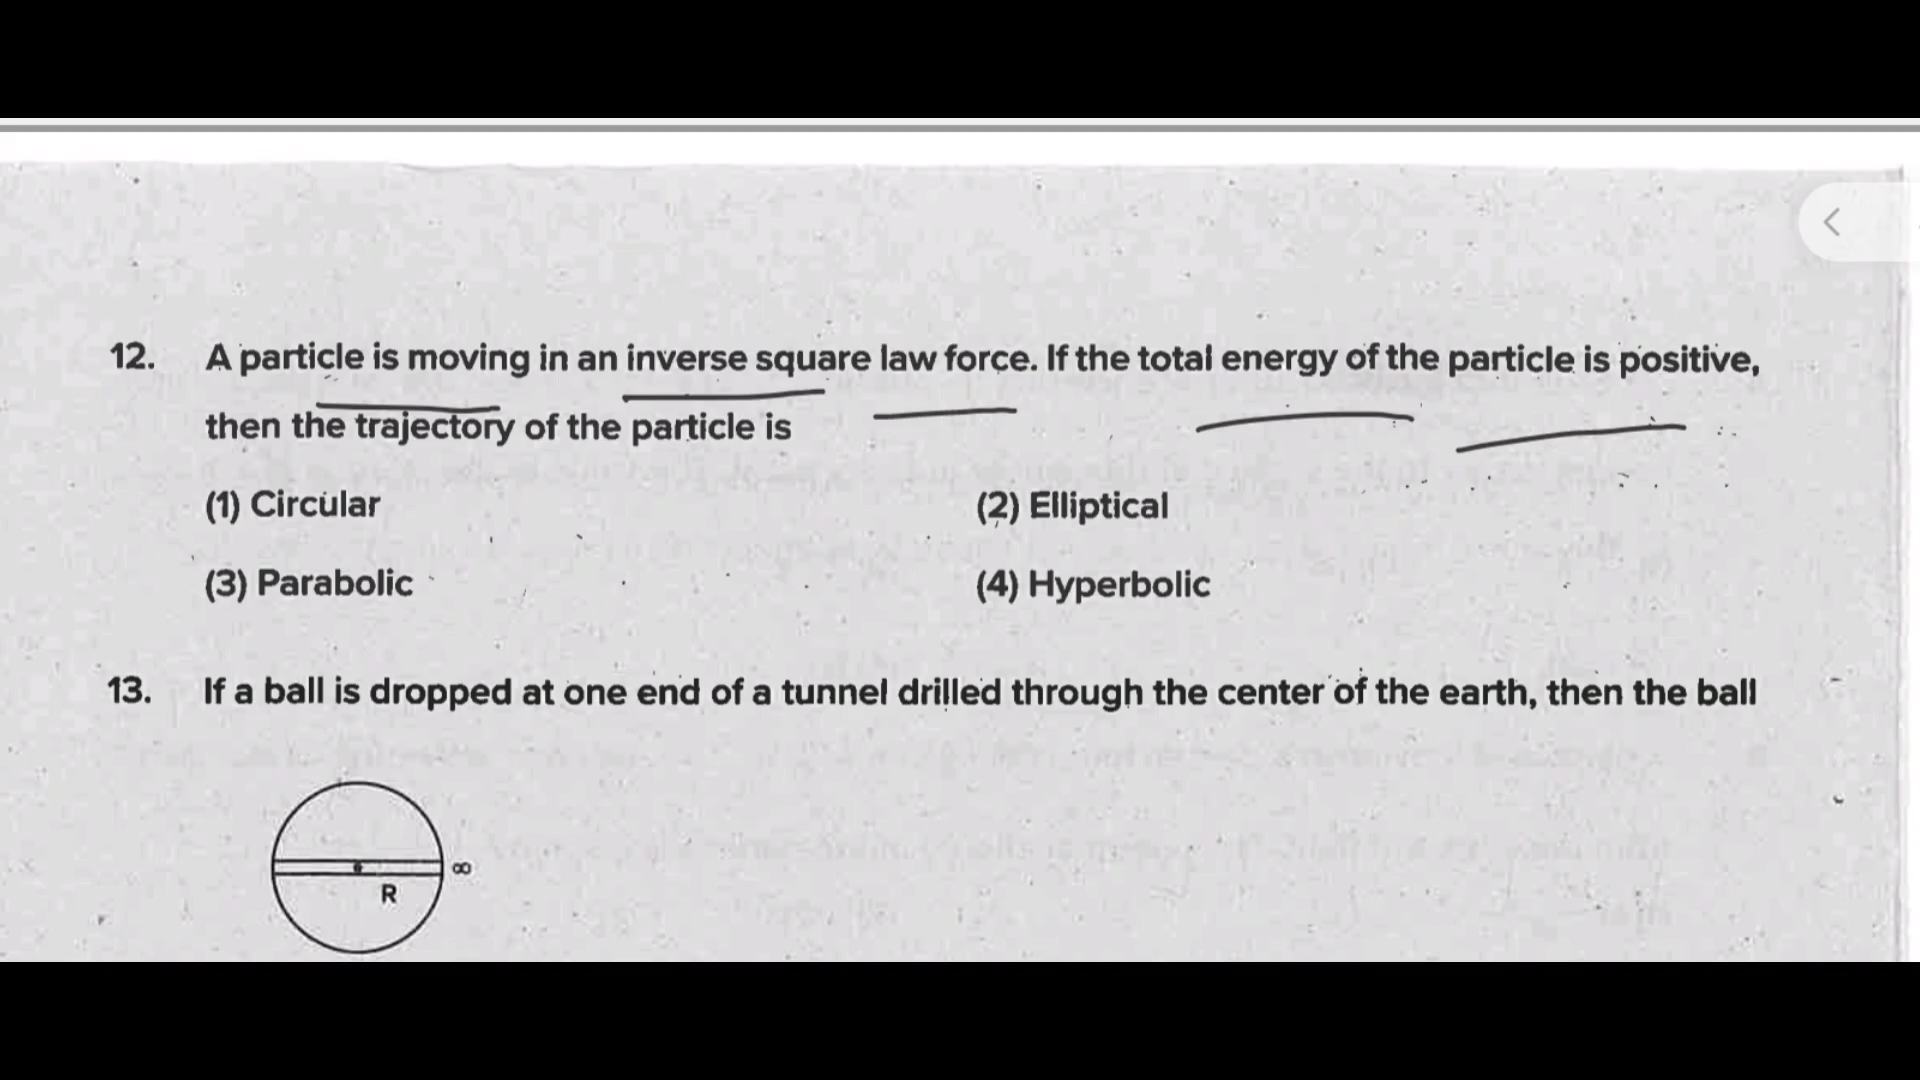 12. A particle is moving in an inverse square law force. If the total energy of the particle is positive,
then the trajectory of the particle is
(1) Circular (2) Elliptical
(3) Parabolic (4) Hyperbolic
13. If a ball is dropped at one end of a tunnel drilled through the center of the earth, then the ball
∞
R